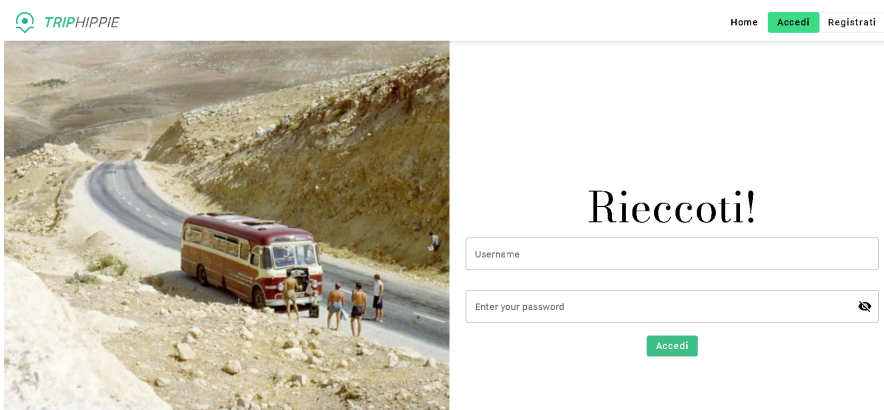 TRIPHIPPIE
Home
Accedi
Registrati
Rieccoti!
Username
Enter your password
Accedi